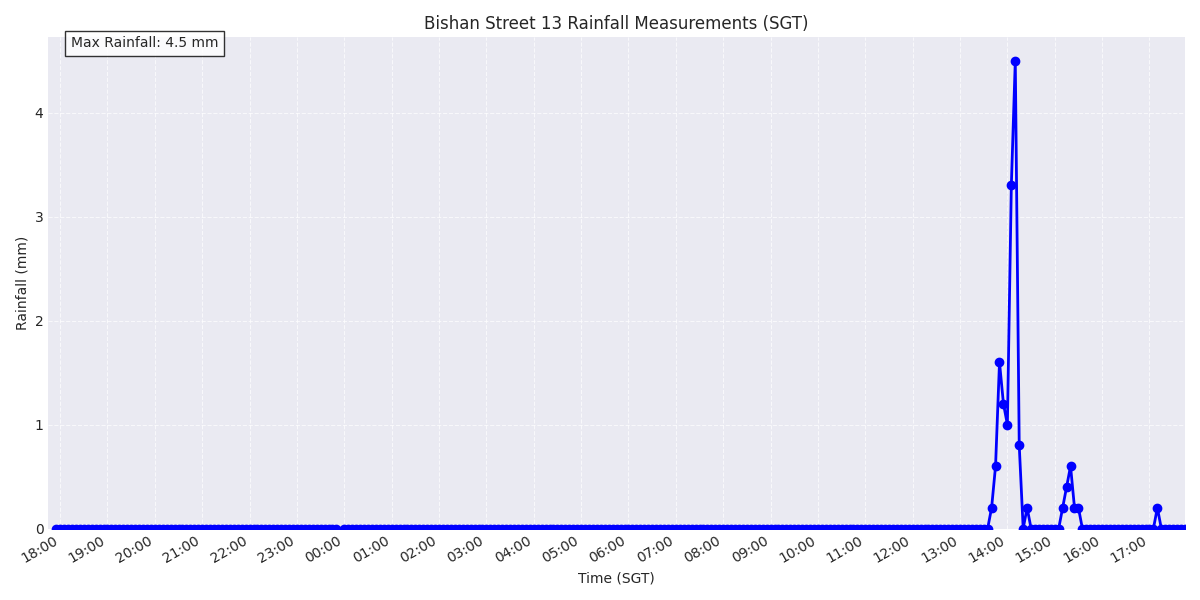 Bishan Street 13 Rainfall Measurements (SGT)
Max Rainfall: 4.5 mm
4
3
2
1
0
Rainfall (mm)
18:00 19:00 20:00 21:00 22:00 23:00 00:00 01:00 02:00 03:00 04:00 05:00 06:00 07:00 08:00 09:00 10:00 11:00 12:00 13:00 14:00 15:00 16:00 17:00
Time (SGT)